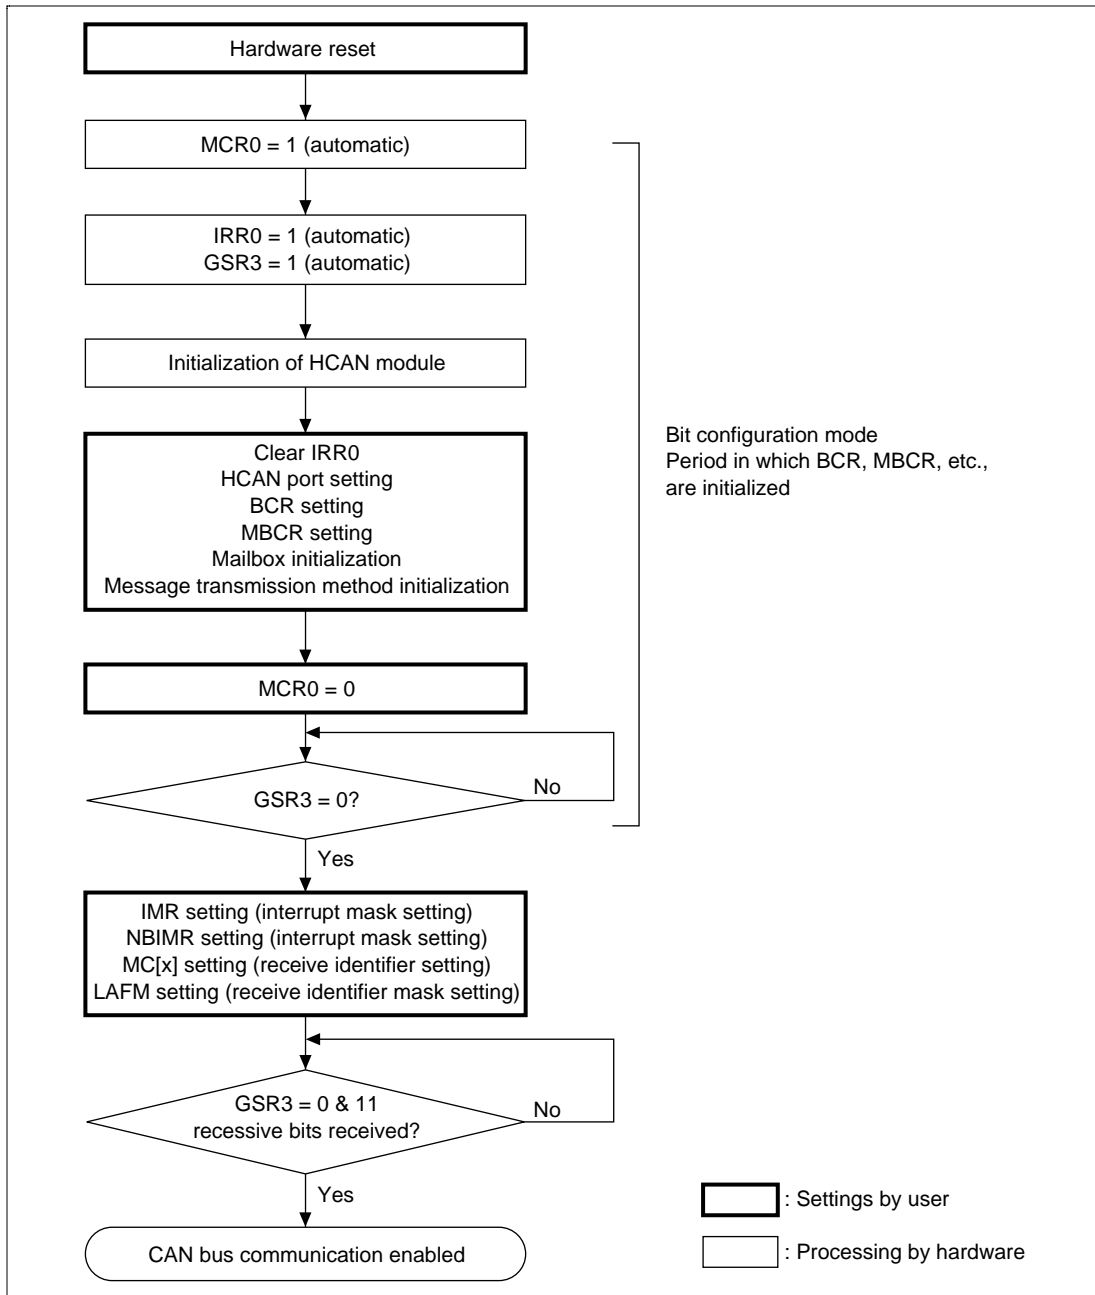 Hardware reset
MCR0 = 1 (automatic)
IRR0 = 1 (automatic)
GSR3 = 1 (automatic)
Initialization of HCAN module
Clear IRR0
HCAN port setting
BCR setting
MBCR setting
Mailbox initialization
Message transmission method initialization
Bit configuration mode
Period in which BCR, MBCR, etc.,
are initialized
MCR0 = 0
GSR3 = 0?
No
Yes
IMR setting (interrupt mask setting)
NBIMR setting (interrupt mask setting)
MC[x] setting (receive identifier setting)
LAFM setting (receive identifier mask setting)
GSR3 = 0 & 11
recessive bits received?
No
Yes
CAN bus communication enabled
: Settings by user
: Processing by hardware